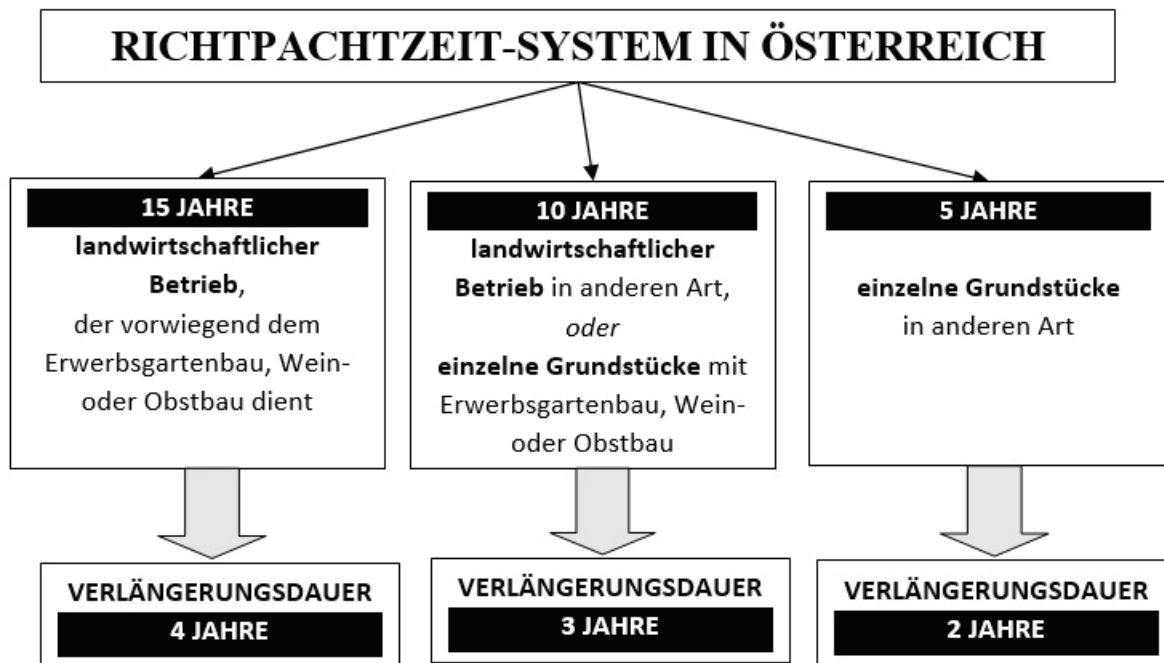 RICHTPACHTZEIT-SYSTEM IN ÖSTERREICH
15 JAHRE
landwirtschaftlicher
Betrieb,
der vorwiegend dem
Erwerbsgartenbau, Wein-
oder Obstbau dient
10 JAHRE
landwirtschaftlicher
Betrieb in anderen Art,
oder
einzelne Grundstücke mit
Erwerbsgartenbau, Wein-
oder Obstbau
5 JAHRE
einzelne Grundstücke
in anderen Art
VERLÄNGERUNGSDAUER
4 JAHRE
VERLÄNGERUNGSDAUER
3 JAHRE
VERLÄNGERUNGSDAUER
2 JAHRE